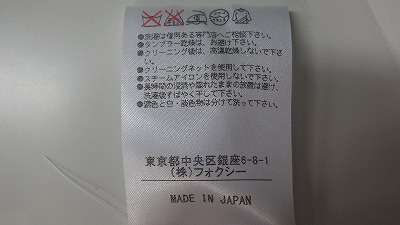 ●洗濯は信用ある専門店へご相談下さい。
●タンブラー乾燥は、お避け下さい。
●クリーニング後は、高温乾燥しないで下さい。
●クリーニングネットを使用して下さい。
●スチームアイロンを使用しないで下さい。
●長時間の浸漬や濡れたままの放置は避け、
洗濯後すばやく干して下さい。
●濃色と白・淡色物は分けて洗って下さい。
東京都中央区銀座6-8-1
(株)フォクシー
MADE IN JAPAN